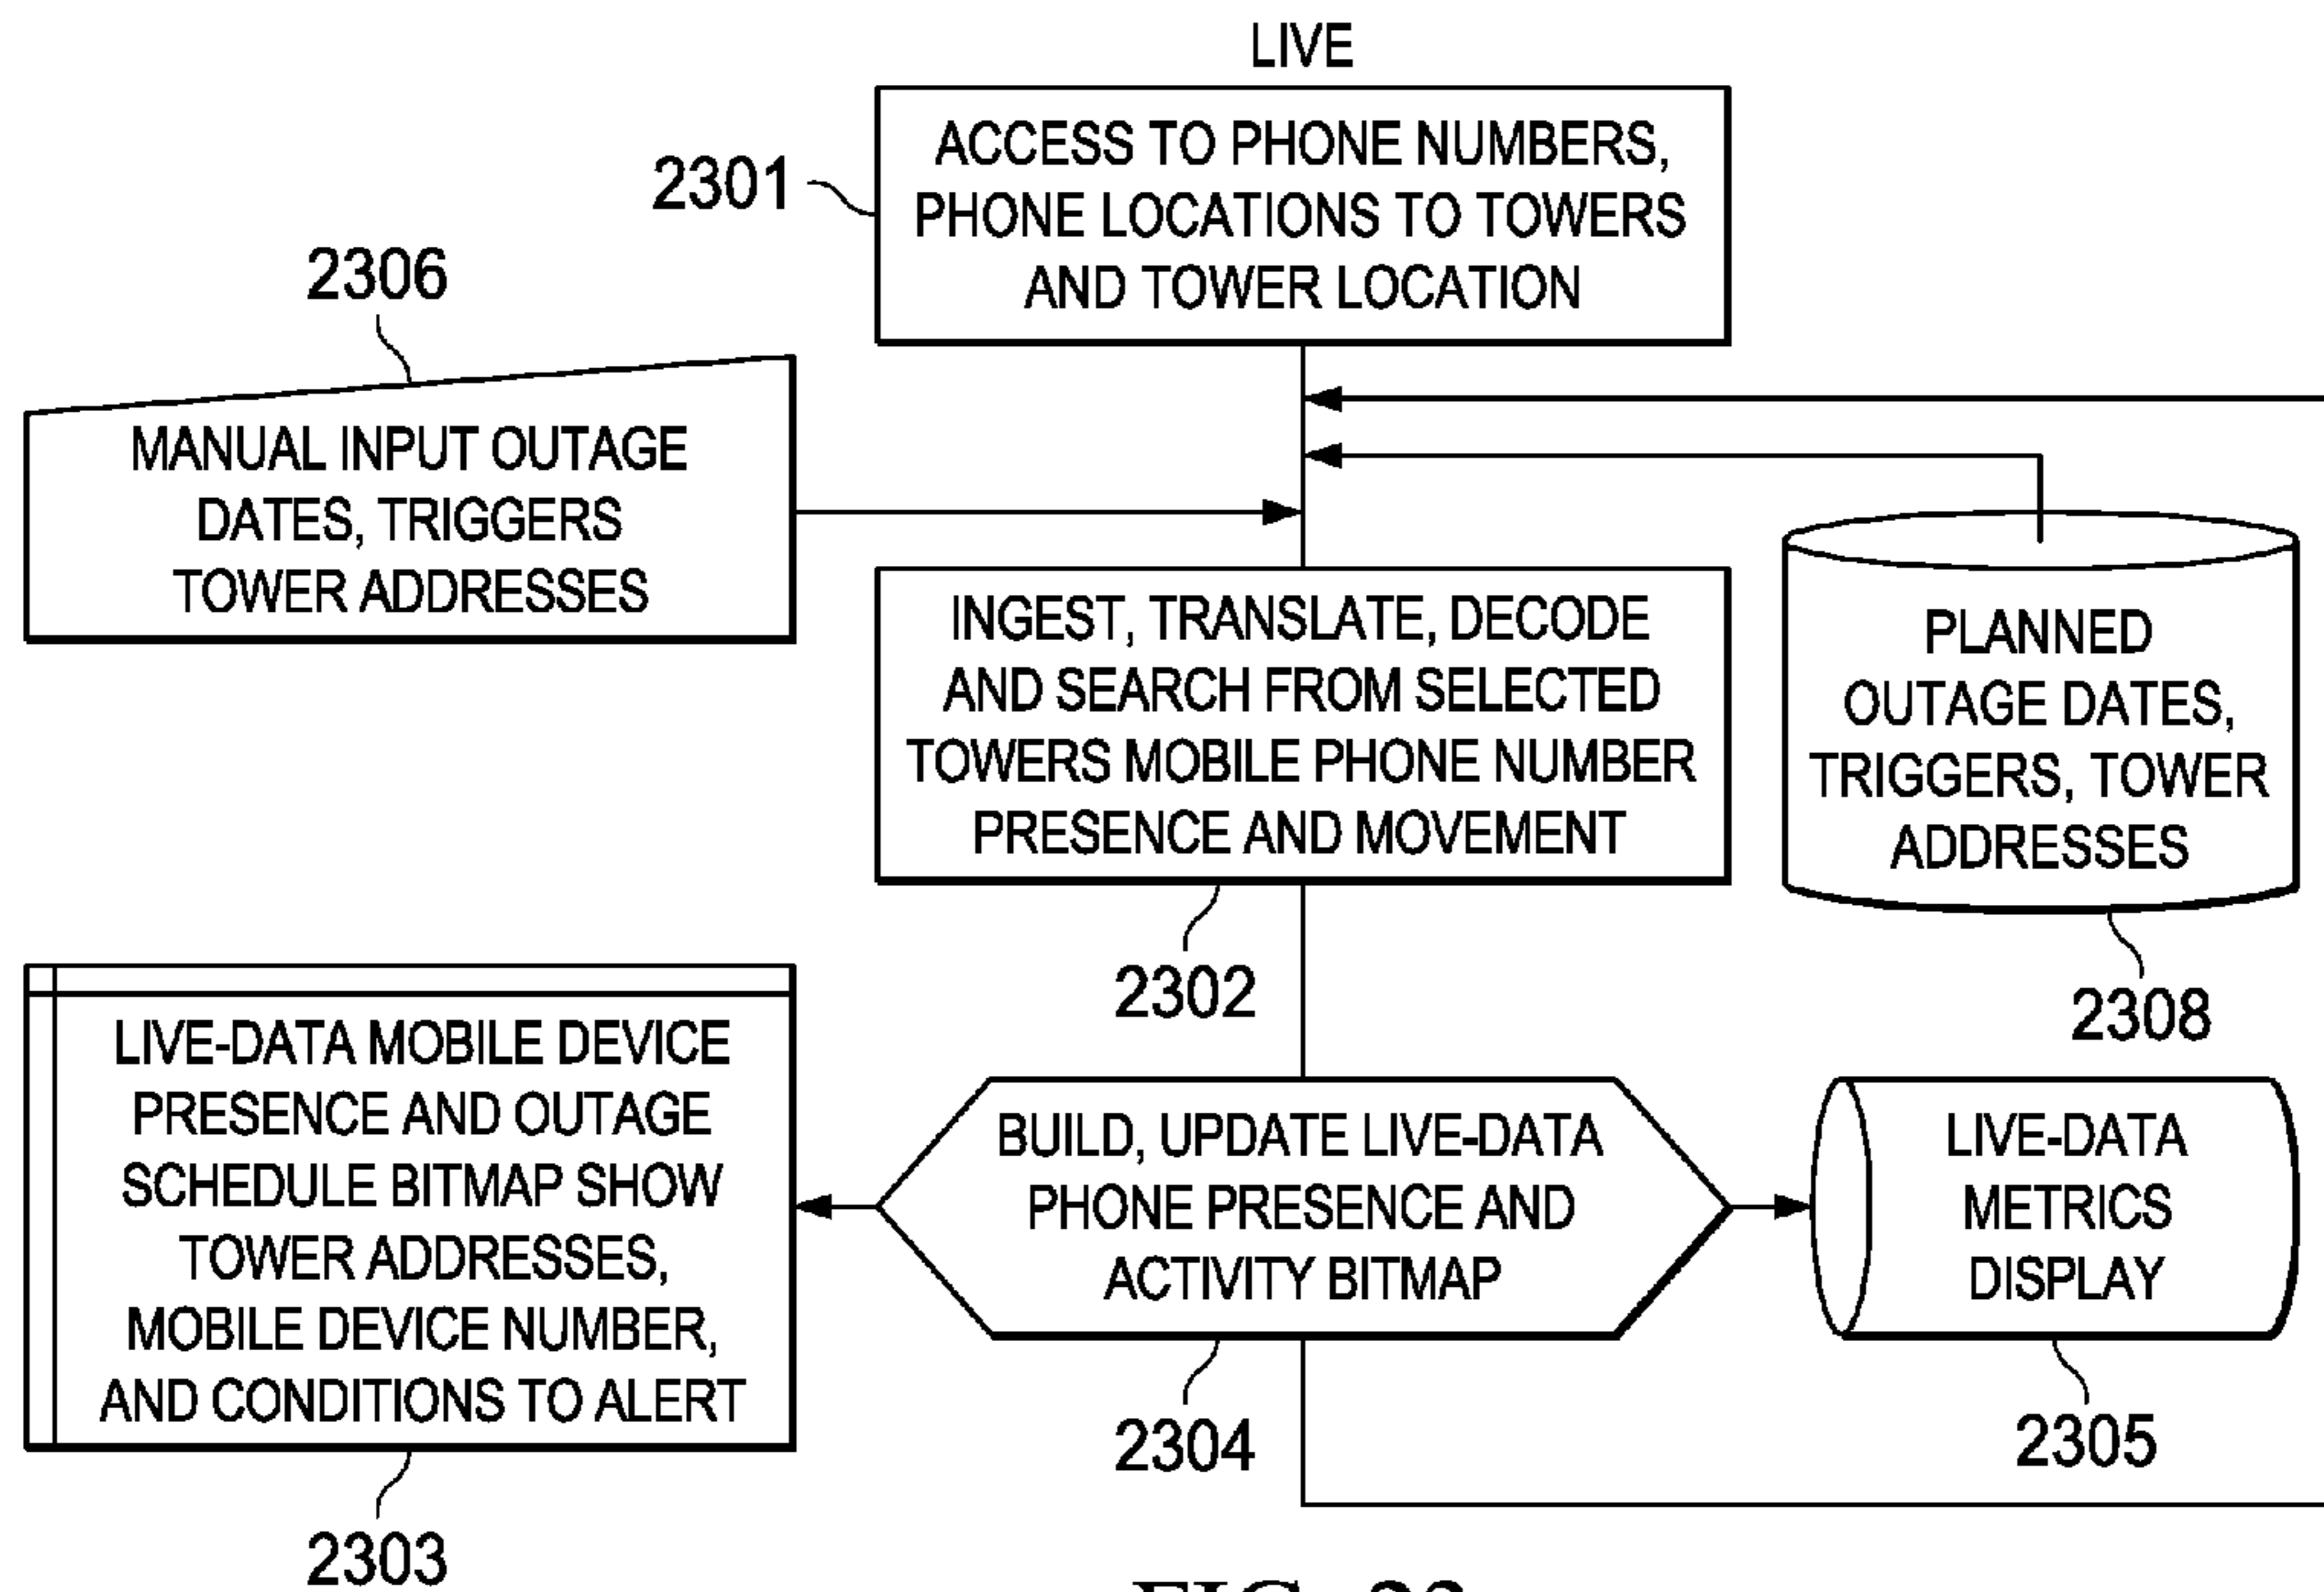 LIVE
ACCESS TO PHONE NUMBERS,
PHONE LOCATIONS TO TOWERS
AND TOWER LOCATION
2301
2306
MANUAL INPUT OUTAGE
DATES, TRIGGERS
TOWER ADDRESSES
INGEST, TRANSLATE, DECODE
AND SEARCH FROM SELECTED
TOWERS MOBILE PHONE NUMBER
PRESENCE AND MOVEMENT
2302
PLANNED
OUTAGE DATES,
TRIGGERS, TOWER
ADDRESSES
2308
LIVE-DATA MOBILE DEVICE
PRESENCE AND OUTAGE
SCHEDULE BITMAP SHOW
TOWER ADDRESSES,
MOBILE DEVICE NUMBER,
AND CONDITIONS TO ALERT
2303
BUILD, UPDATE LIVE-DATA
PHONE PRESENCE AND
ACTIVITY BITMAP
2304
LIVE-DATA
METRICS
DISPLAY
2305